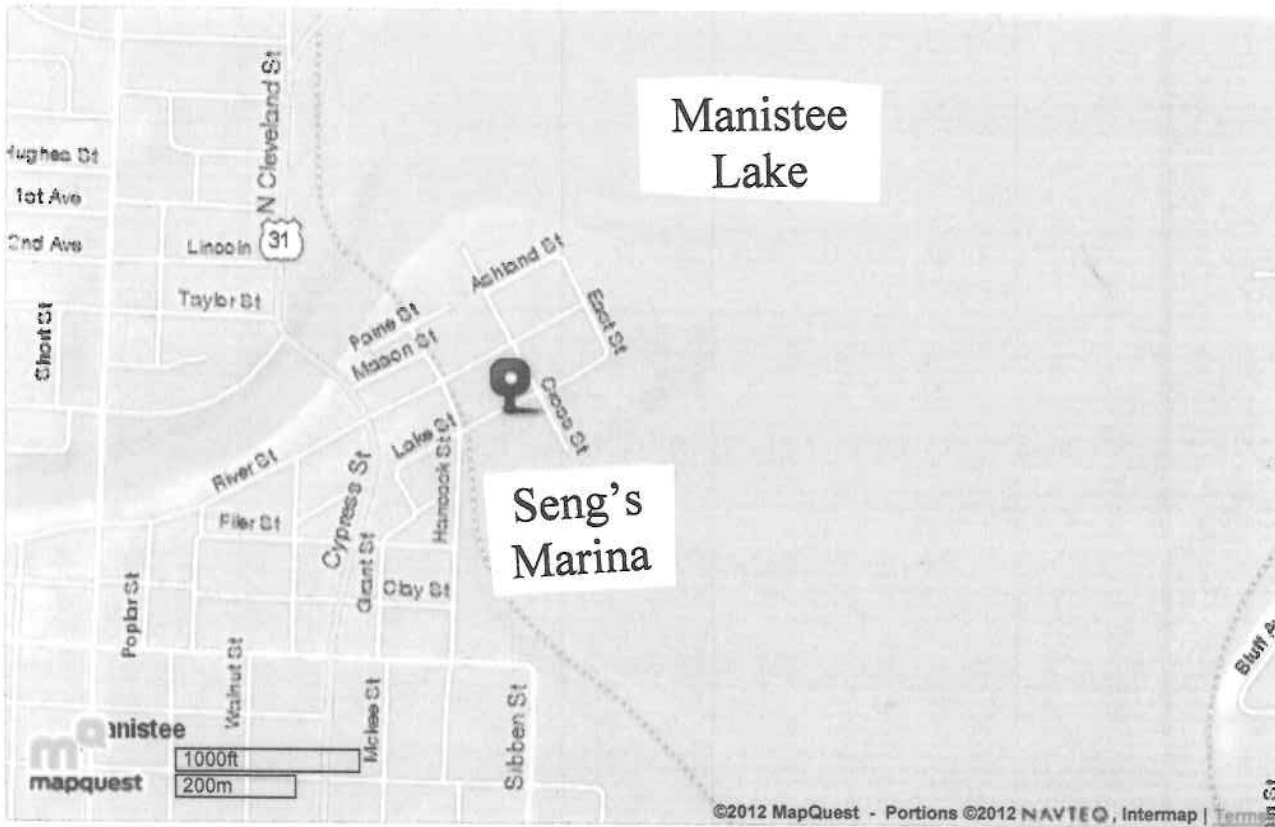 N Cleveland St
Hughes St
1st Ave
2nd Ave
Lincoln
31
Taylor St
Short St
Manistee
Lake
Ashland St
East St
Paine St
Mason St
Cross St
Lake St
River St
Hancock St
Cypress St
Filer St
Grant St
Clay St
Seng's
Marina
Poplar St
Walnut St
Mckee St
Sibben St
Bluff A
anistee
mq
mapquest
1000ft
200m
©2012 MapQuest - Portions ©2012 NAVTEQ, Intermap | Terms